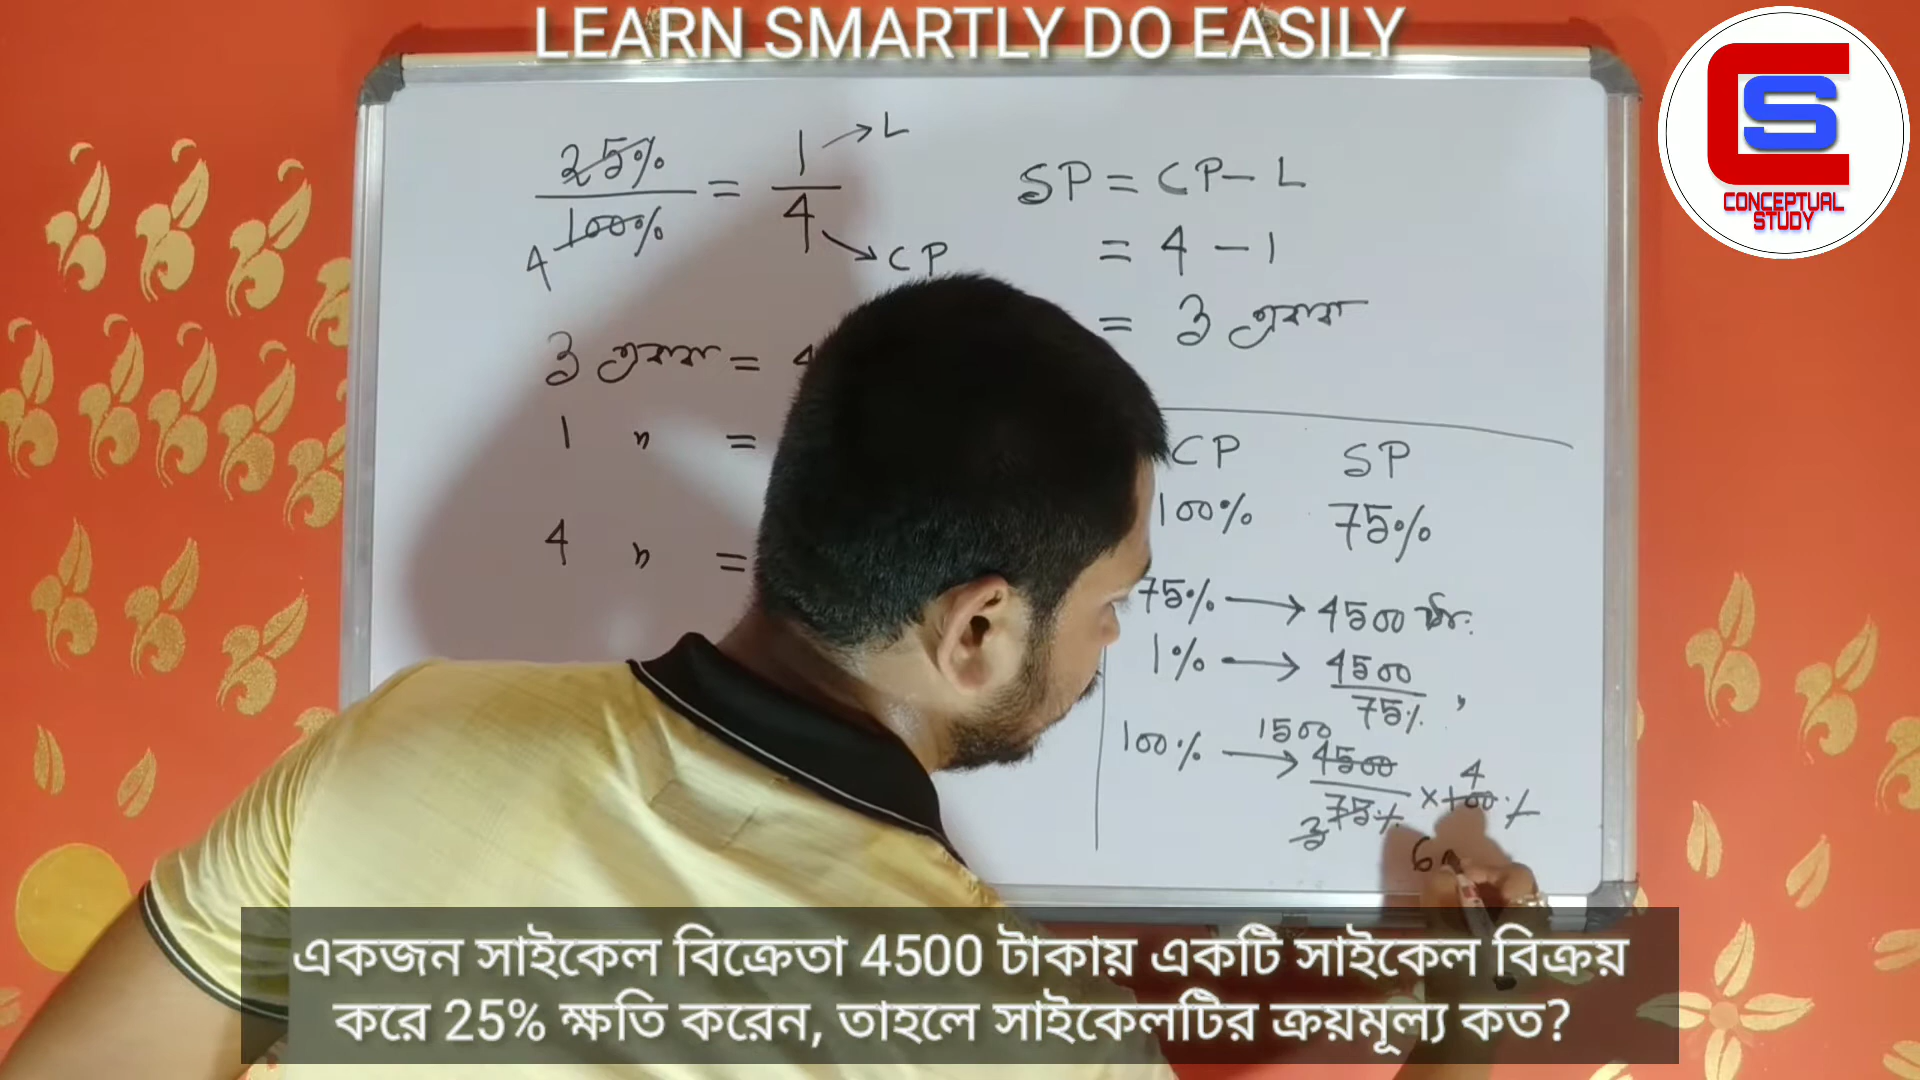 LEARN SMARTLY DO EASILY
CS
CONCEPTUAL
STUDY
25% / 100% = 1/4 → L
4 → CP
3 একক = 4
1 " =
4 " =
SP = CP - L
= 4 - 1
= 3 একক
CP SP
100% 75%
75% → 4500 টা:
1% → 4500 / 75% "
1500 4
100% → 4500 / 75% × 100%
3
একজন সাইকেল বিক্রেতা 4500 টাকায় একটি সাইকেল বিক্রয়
করে 25% ক্ষতি করেন, তাহলে সাইকেলটির ক্রয়মূল্য কত?